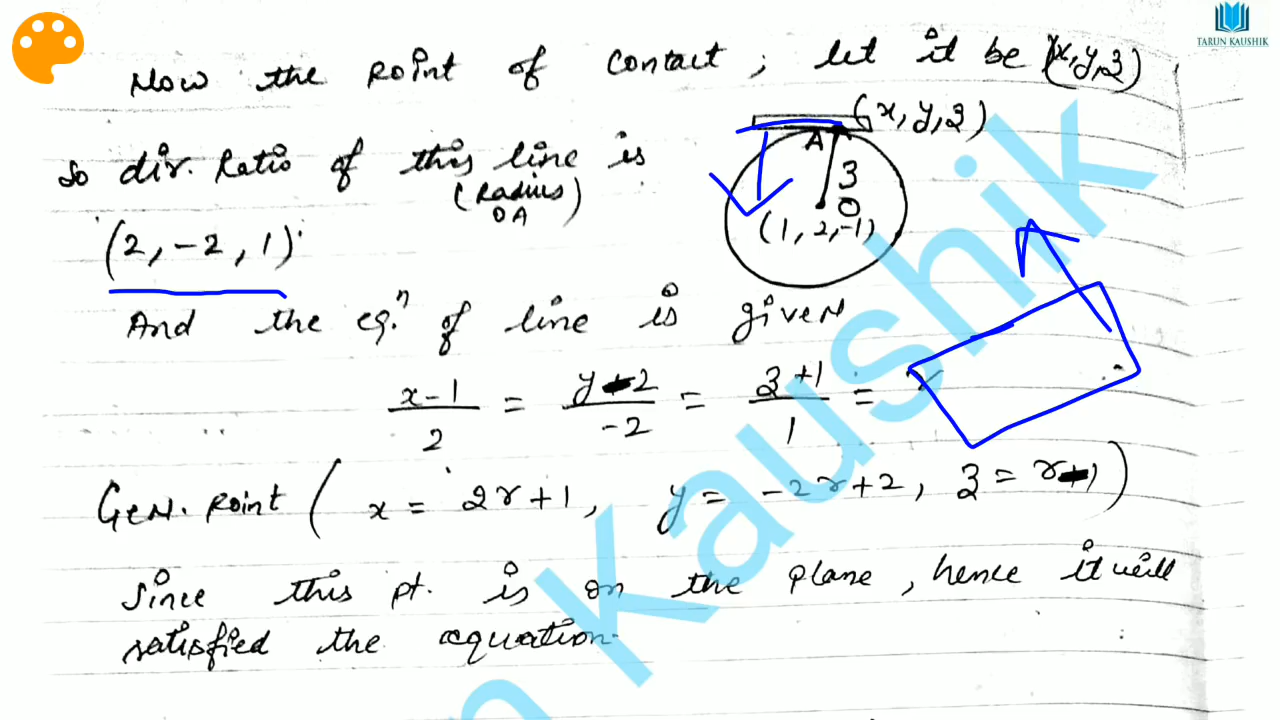 TARUN KAUSHIK
Now the point of contact, let it be (x, y, z)
(x, y, z)
A
3
O
(1, 2, -1)
So dir. Ratio of this line is
(Radius OA)
(2, -2, 1)
And the eqⁿ. of line is given
x-1/2 = y-2/-2 = z+1/1 =
Gen. point ( x = 2r+1, y = -2r+2, z = r-1)
Since this pt. is on the plane, hence it will
satisfied the equation.
n Kaushik